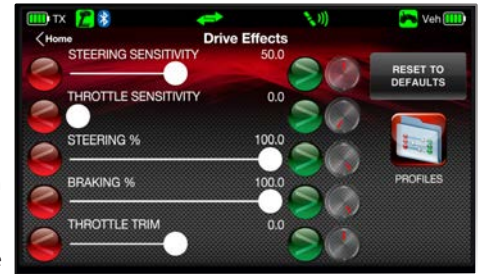 TX Veh
Home Drive Effects
STEERING SENSITIVITY 50.0
RESET TO
DEFAULTS
THROTTLE SENSITIVITY 0.0
STEERING % 100.0
BRAKING % 100.0
PROFILES
THROTTLE TRIM 0.0
e